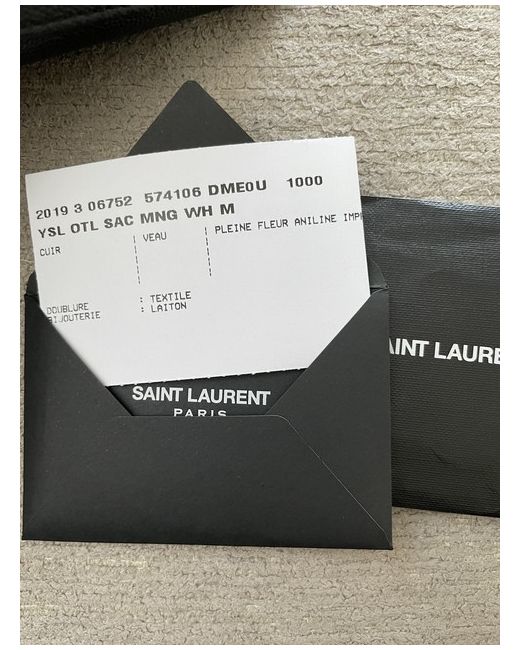 2019 3 06752 574106 DME0U 1000
YSL OTL SAC MNG WH M
CUIR | VEAU | PLEINE FLEUR ANILINE
DOUBLURE : TEXTILE
BIJOUTERIE : LAITON
SAINT LAURENT
PARIS
SAINT LAURE